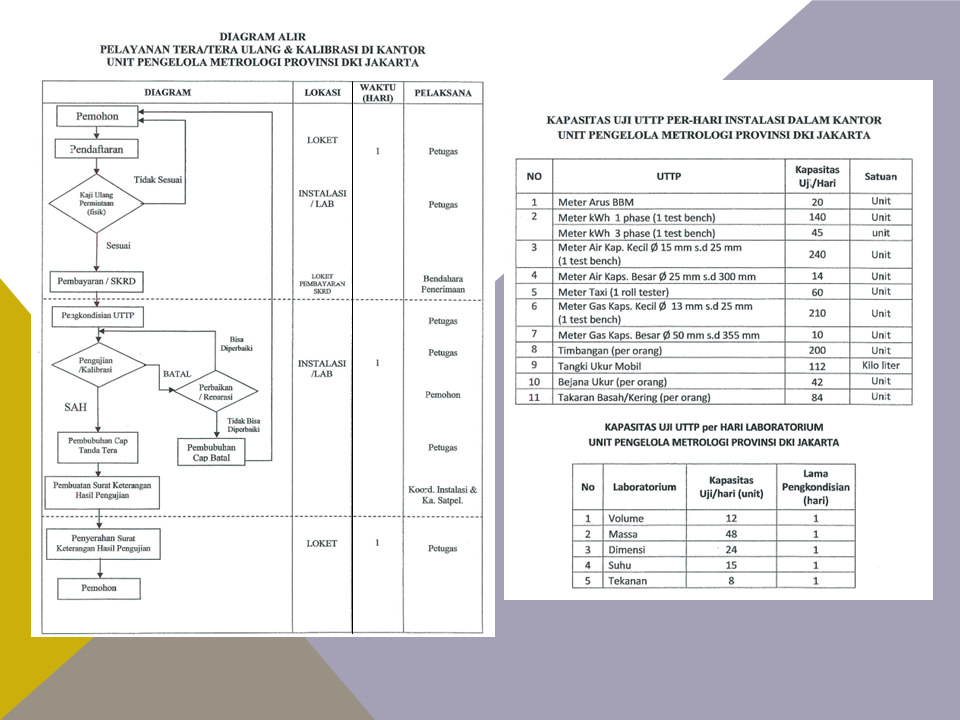 DIAGRAM ALIR
PELAYANAN TERA/TERA ULANG & KALIBRASI DI KANTOR
UNIT PENGELOLA METROLOGI PROVINSI DKI JAKARTA
DIAGRAM LOKASI WAKTU (HARI) PELAKSANA
Pemohon
LOKET
Pendaftaran 1 Petugas
Tidak Sesuai
Kaji Ulang
Permintaan
(fisik)
INSTALASI
/ LAB
Petugas
Sesuai
Pembayaran / SKRD
LOKET
PEMBAYARAN
SKRD
Bendahara
Penerimaan
Pengkondisian UTTP Petugas
Bisa
Diperbaiki
Pengujian
/Kalibrasi
INSTALASI
/LAB
1
Petugas
BATAL
Perbaikan
/ Reparasi
Pemohon
SAH
Tidak Bisa
Diperbaiki
Pembubuhan Cap
Tanda Tera
Pembubuhan
Cap Batal
Petugas
Pembuatan Surat Keterangan
Hasil Pengujian
Koord. Instalasi &
Ka. Satpel.
Penyerahan Surat
Keterangan Hasil Pengujian
LOKET 1 Petugas
Pemohon
KAPASITAS UJI UTTP PER-HARI INSTALASI DALAM KANTOR
UNIT PENGELOLA METROLOGI PROVINSI DKI JAKARTA
NO UTTP Kapasitas Uji/Hari Satuan
1 Meter Arus BBM 20 Unit
2 Meter kWh 1 phase (1 test bench) 140 Unit
Meter kWh 3 phase (1 test bench) 45 unit
3 Meter Air Kap. Kecil Ø 15 mm s.d 25 mm
(1 test bench) 240 Unit
4 Meter Air Kaps. Besar Ø 25 mm s.d 300 mm 14 Unit
5 Meter Taxi (1 roll tester) 60 Unit
6 Meter Gas Kaps. Kecil Ø 13 mm s.d 25 mm
(1 test bench) 210 Unit
7 Meter Gas Kaps. Besar Ø 50 mm s.d 355 mm 10 Unit
8 Timbangan (per orang) 200 Unit
9 Tangki Ukur Mobil 112 Kilo liter
10 Bejana Ukur (per orang) 42 Unit
11 Takaran Basah/Kering (per orang) 84 Unit
KAPASITAS UJI UTTP per HARI LABORATORIUM
UNIT PENGELOLA METROLOGI PROVINSI DKI JAKARTA
No Laboratorium Kapasitas Uji/hari (unit) Lama Pengkondisian (hari)
1 Volume 12 1
2 Massa 48 1
3 Dimensi 24 1
4 Suhu 15 1
5 Tekanan 8 1